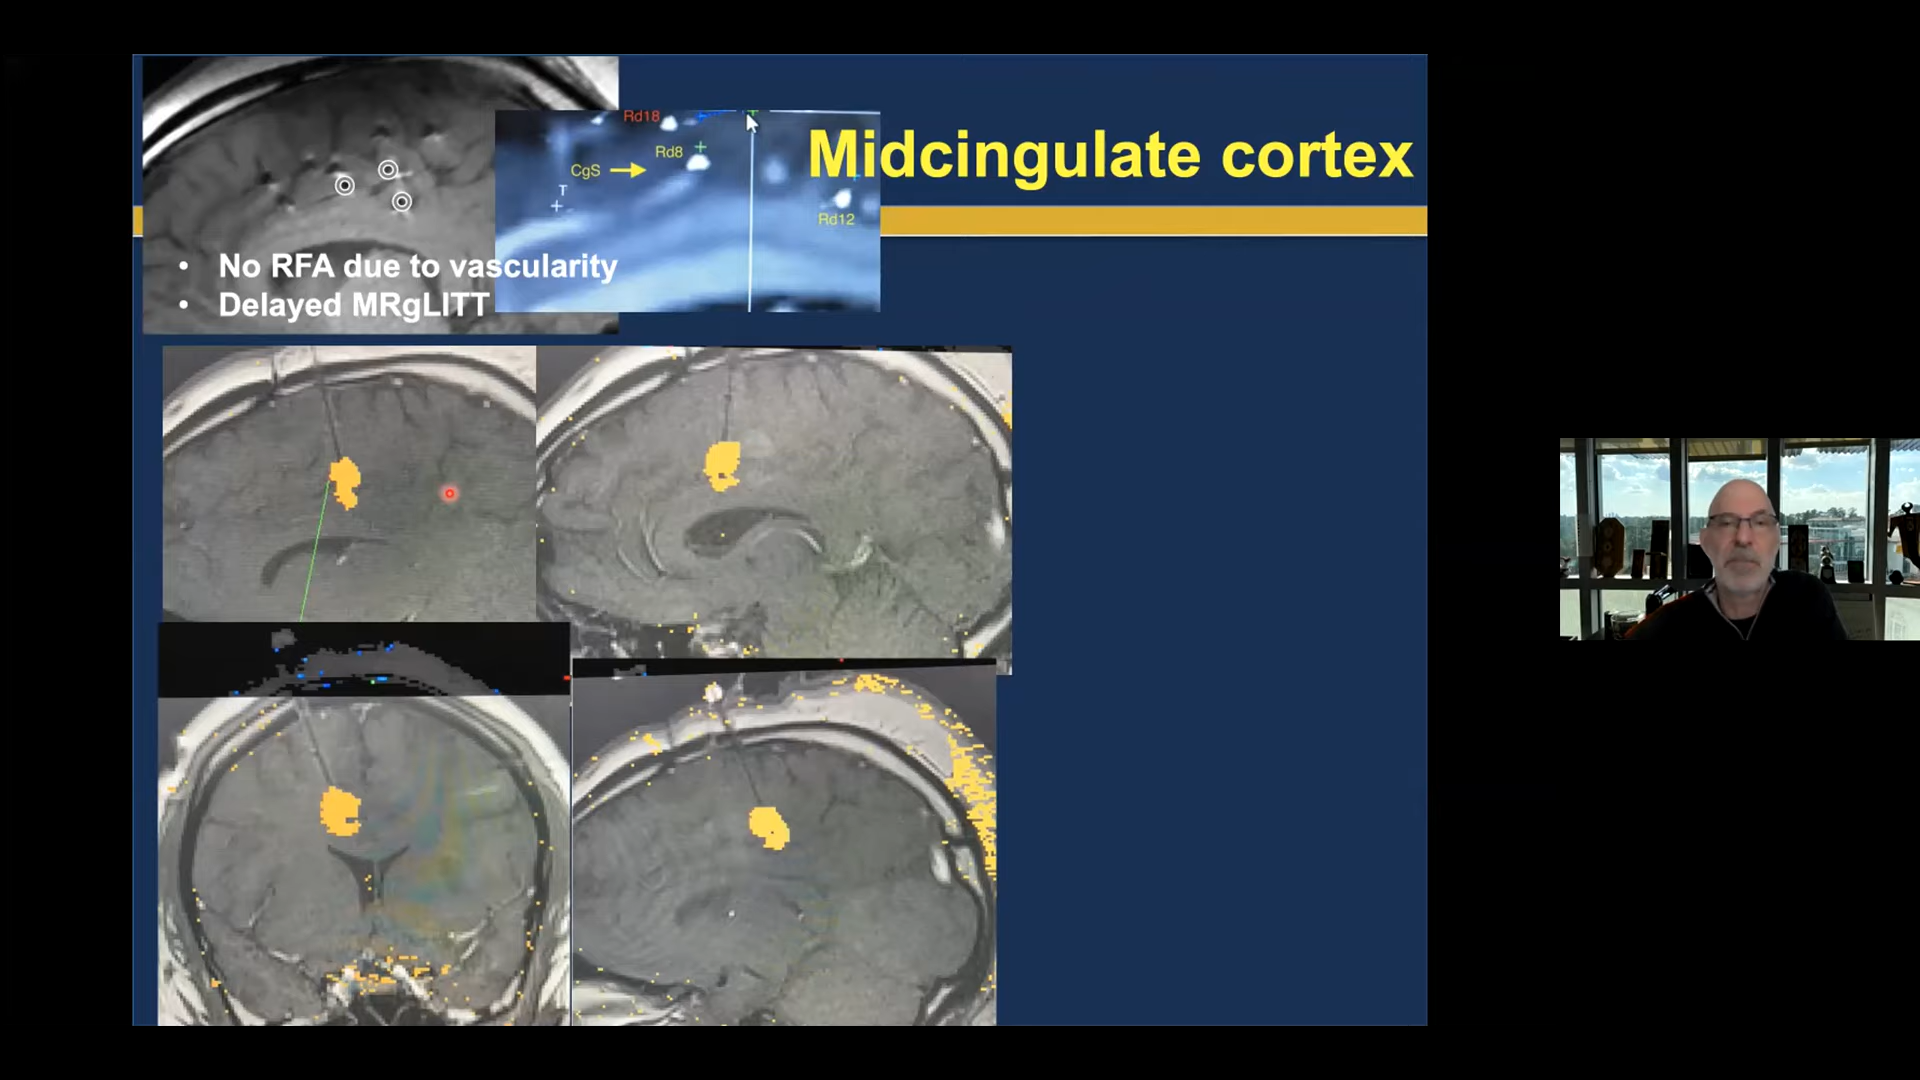 Midcingulate cortex
Rd18
Rd8
CgS
T
Rd12
• No RFA due to vascularity
• Delayed MRgLITT